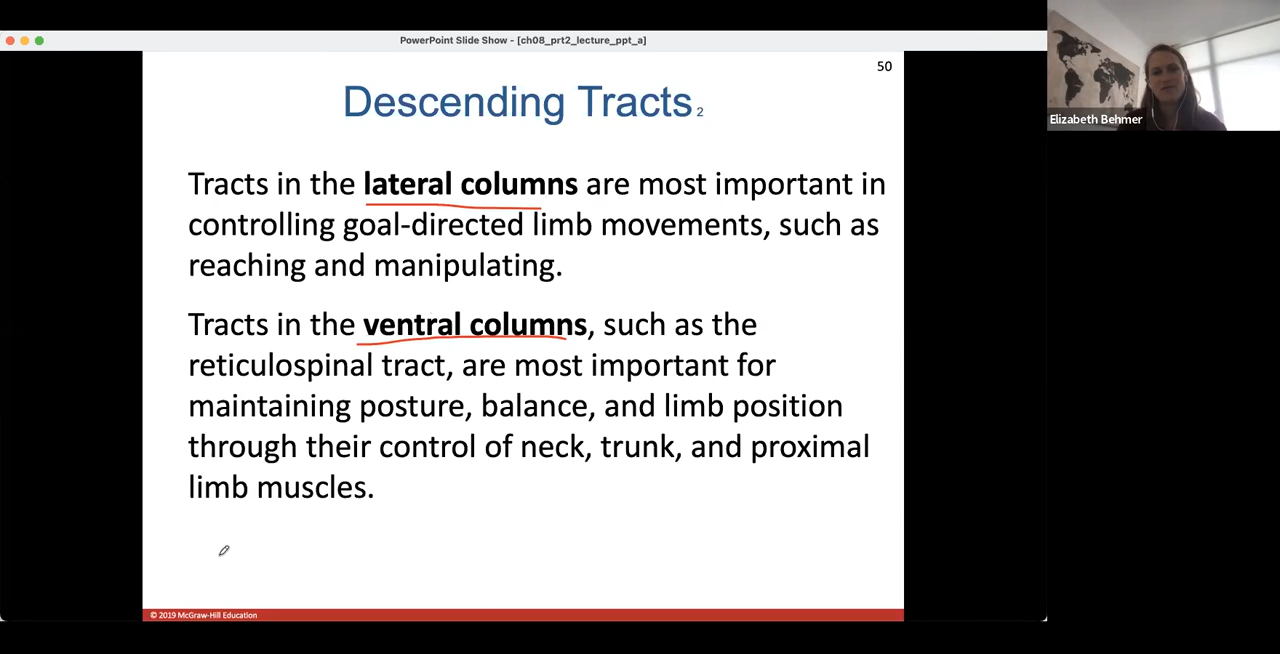 PowerPoint Slide Show - [ch08_prt2_lecture_ppt_a]
50
Descending Tracts 2
Tracts in the lateral columns are most important in
controlling goal-directed limb movements, such as
reaching and manipulating.
Tracts in the ventral columns, such as the
reticulospinal tract, are most important for
maintaining posture, balance, and limb position
through their control of neck, trunk, and proximal
limb muscles.
© 2019 McGraw-Hill Education
Elizabeth Behmer